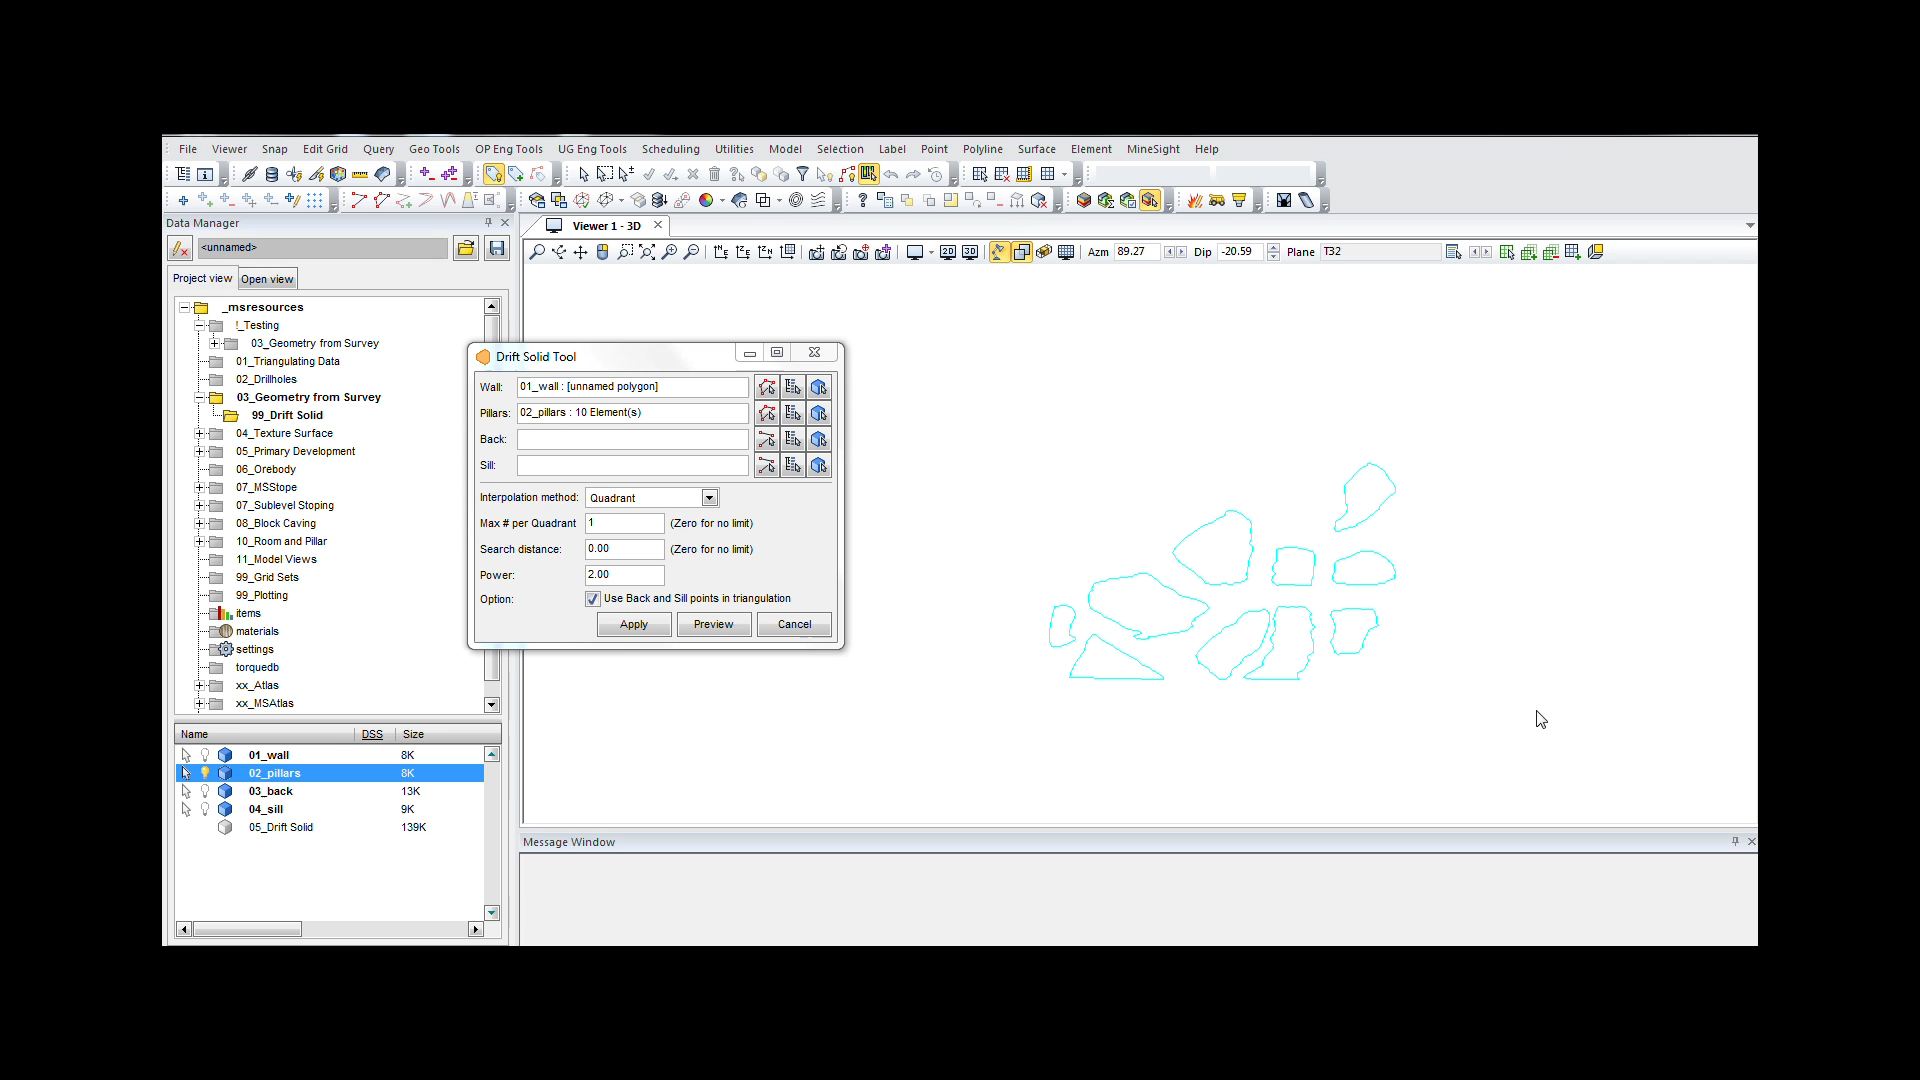 File Viewer Snap Edit Grid Query Geo Tools OP Eng Tools UG Eng Tools Scheduling Utilities Model Selection Label Point Polyline Surface Element MineSight Help
Data Manager
<unnamed>
Project view Open view
_msresources
!_Testing
03_Geometry from Survey
01_Triangulating Data
02_Drillholes
03_Geometry from Survey
99_Drift Solid
04_Texture Surface
05_Primary Development
06_Orebody
07_MSStope
07_Sublevel Stoping
08_Block Caving
10_Room and Pillar
11_Model Views
99_Grid Sets
99_Plotting
items
materials
settings
torquedb
xx_Atlas
xx_MSAtlas
Name DSS Size
01_wall 8K
02_pillars 8K
03_back 13K
04_sill 9K
05_Drift Solid 139K
Viewer 1 - 3D
2D 3D Azm 89.27 Dip -20.59 Plane T32
Drift Solid Tool
Wall: 01_wall : [unnamed polygon]
Pillars: 02_pillars : 10 Element(s)
Back:
Sill:
Interpolation method: Quadrant
Max # per Quadrant 1 (Zero for no limit)
Search distance: 0.00 (Zero for no limit)
Power: 2.00
Option: Use Back and Sill points in triangulation
Apply Preview Cancel
Message Window